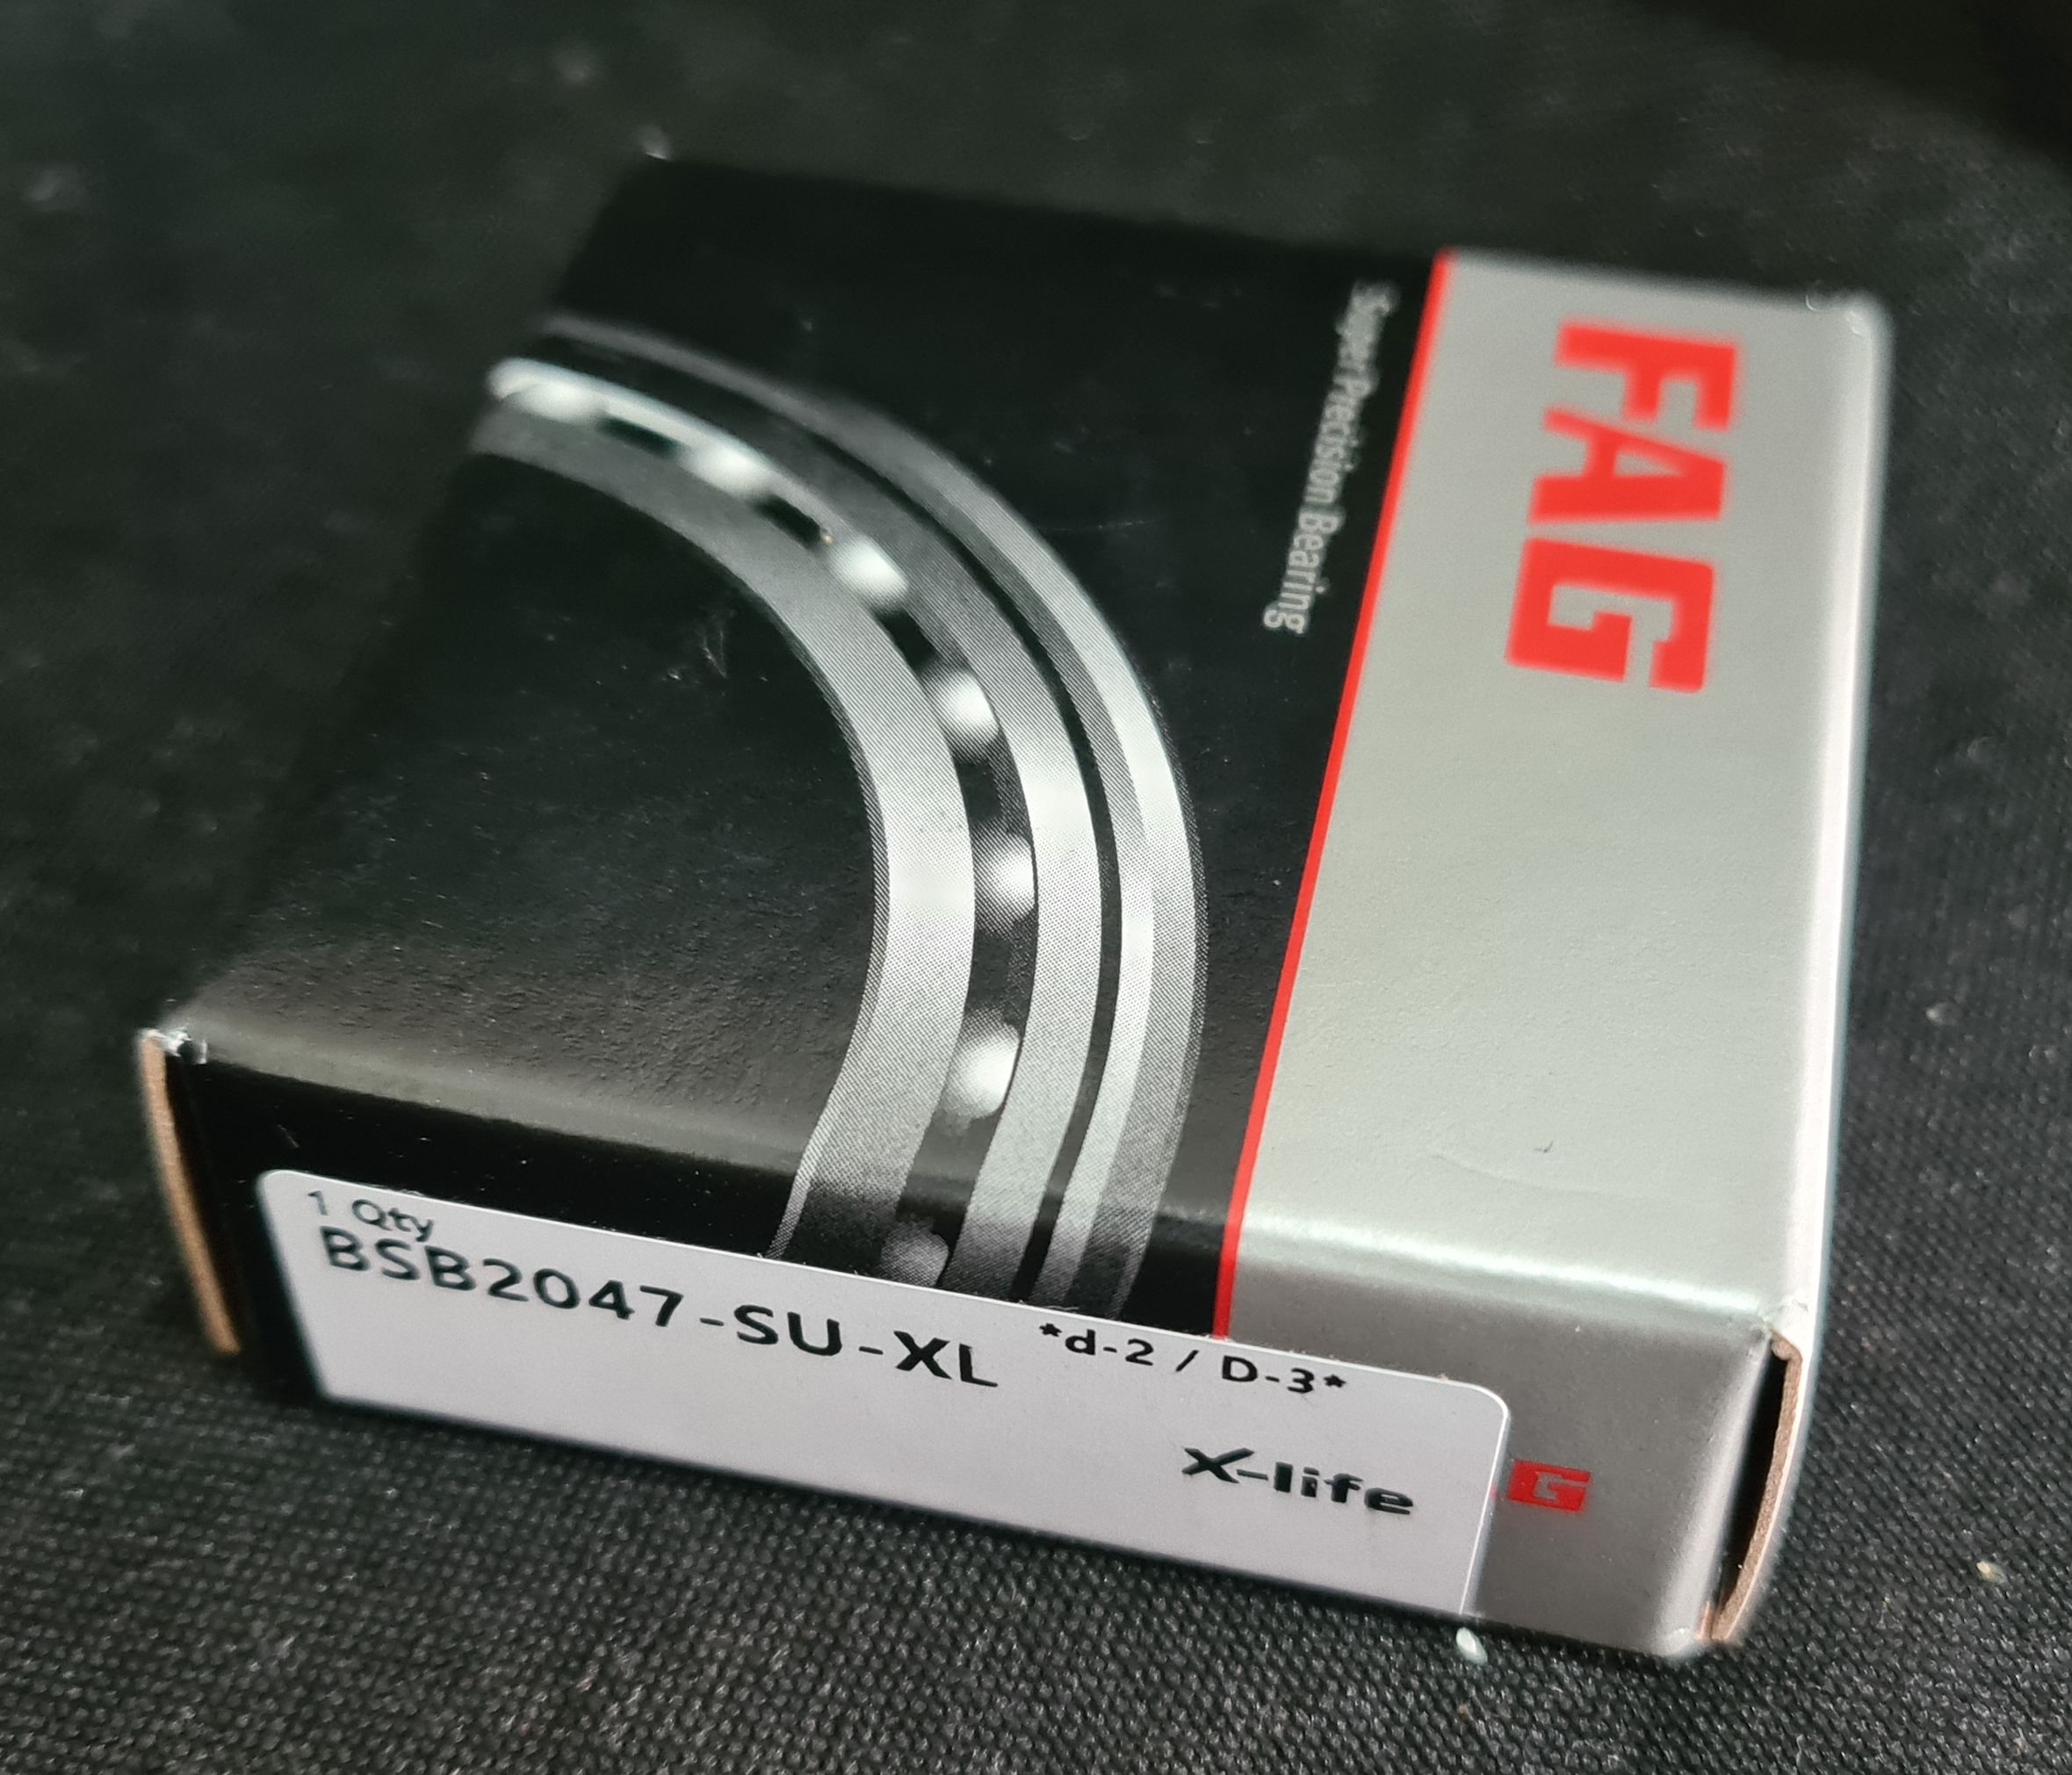 FAG
Super Precision Bearing
1 Qty
BSB2047-SU-XL *d-2 / D-3*
X-life
G